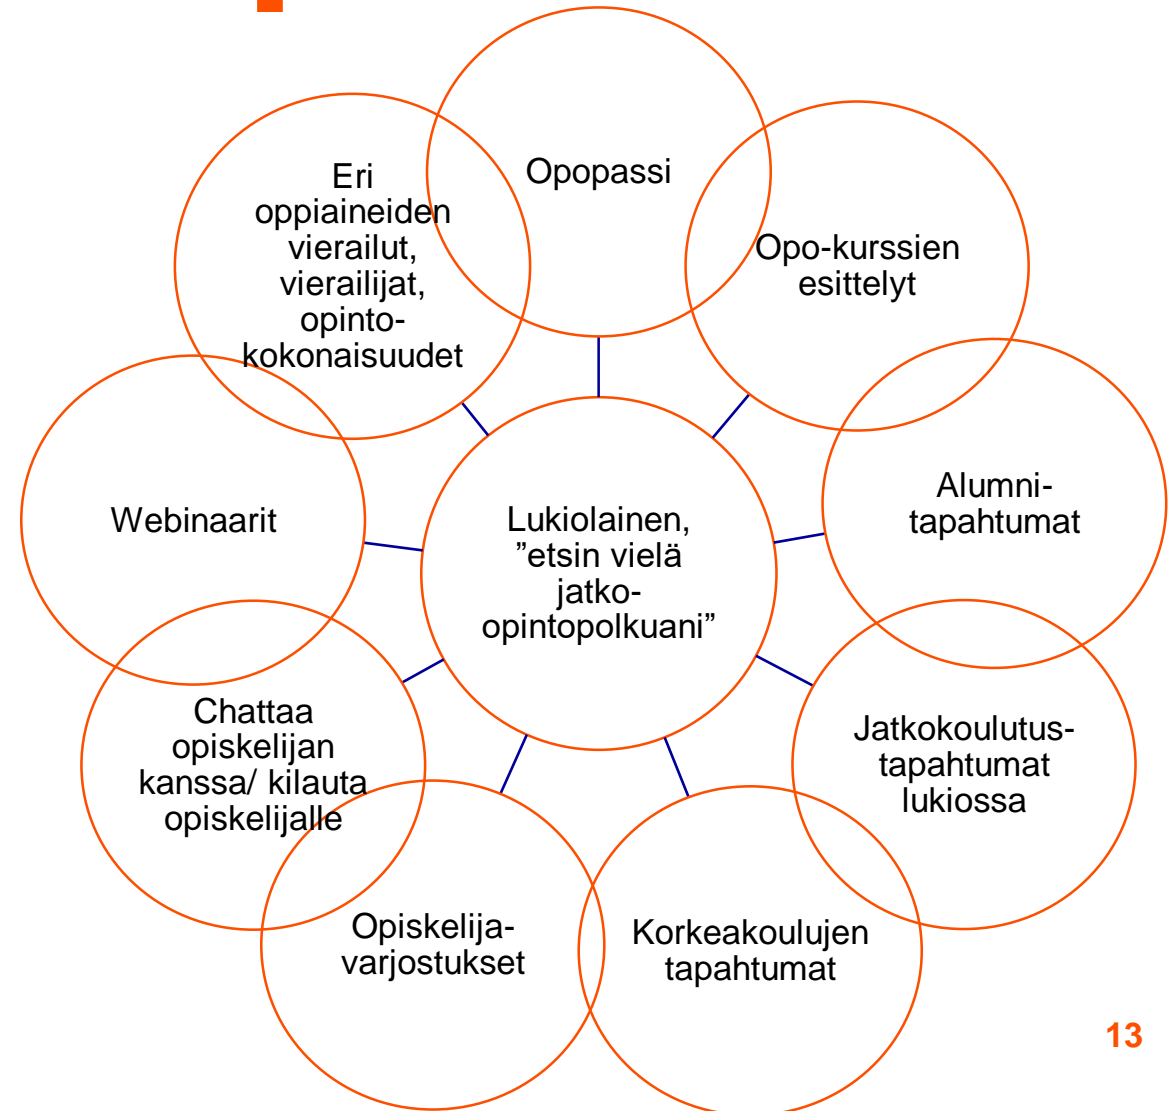 Opopassi
Opo-kurssien
esittelyt
Alumni-
tapahtumat
Jatkokoulutus-
tapahtumat
lukiossa
Korkeakoulujen
tapahtumat
Opiskelija-
varjostukset
Chattaa
opiskelijan
kanssa/ kilauta
opiskelijalle
Webinaarit
Eri
oppiaineiden
vierailut,
vierailijat,
opinto-
kokonaisuudet
Lukiolainen,
”etsin vielä
jatko-
opintopolkuani”
13